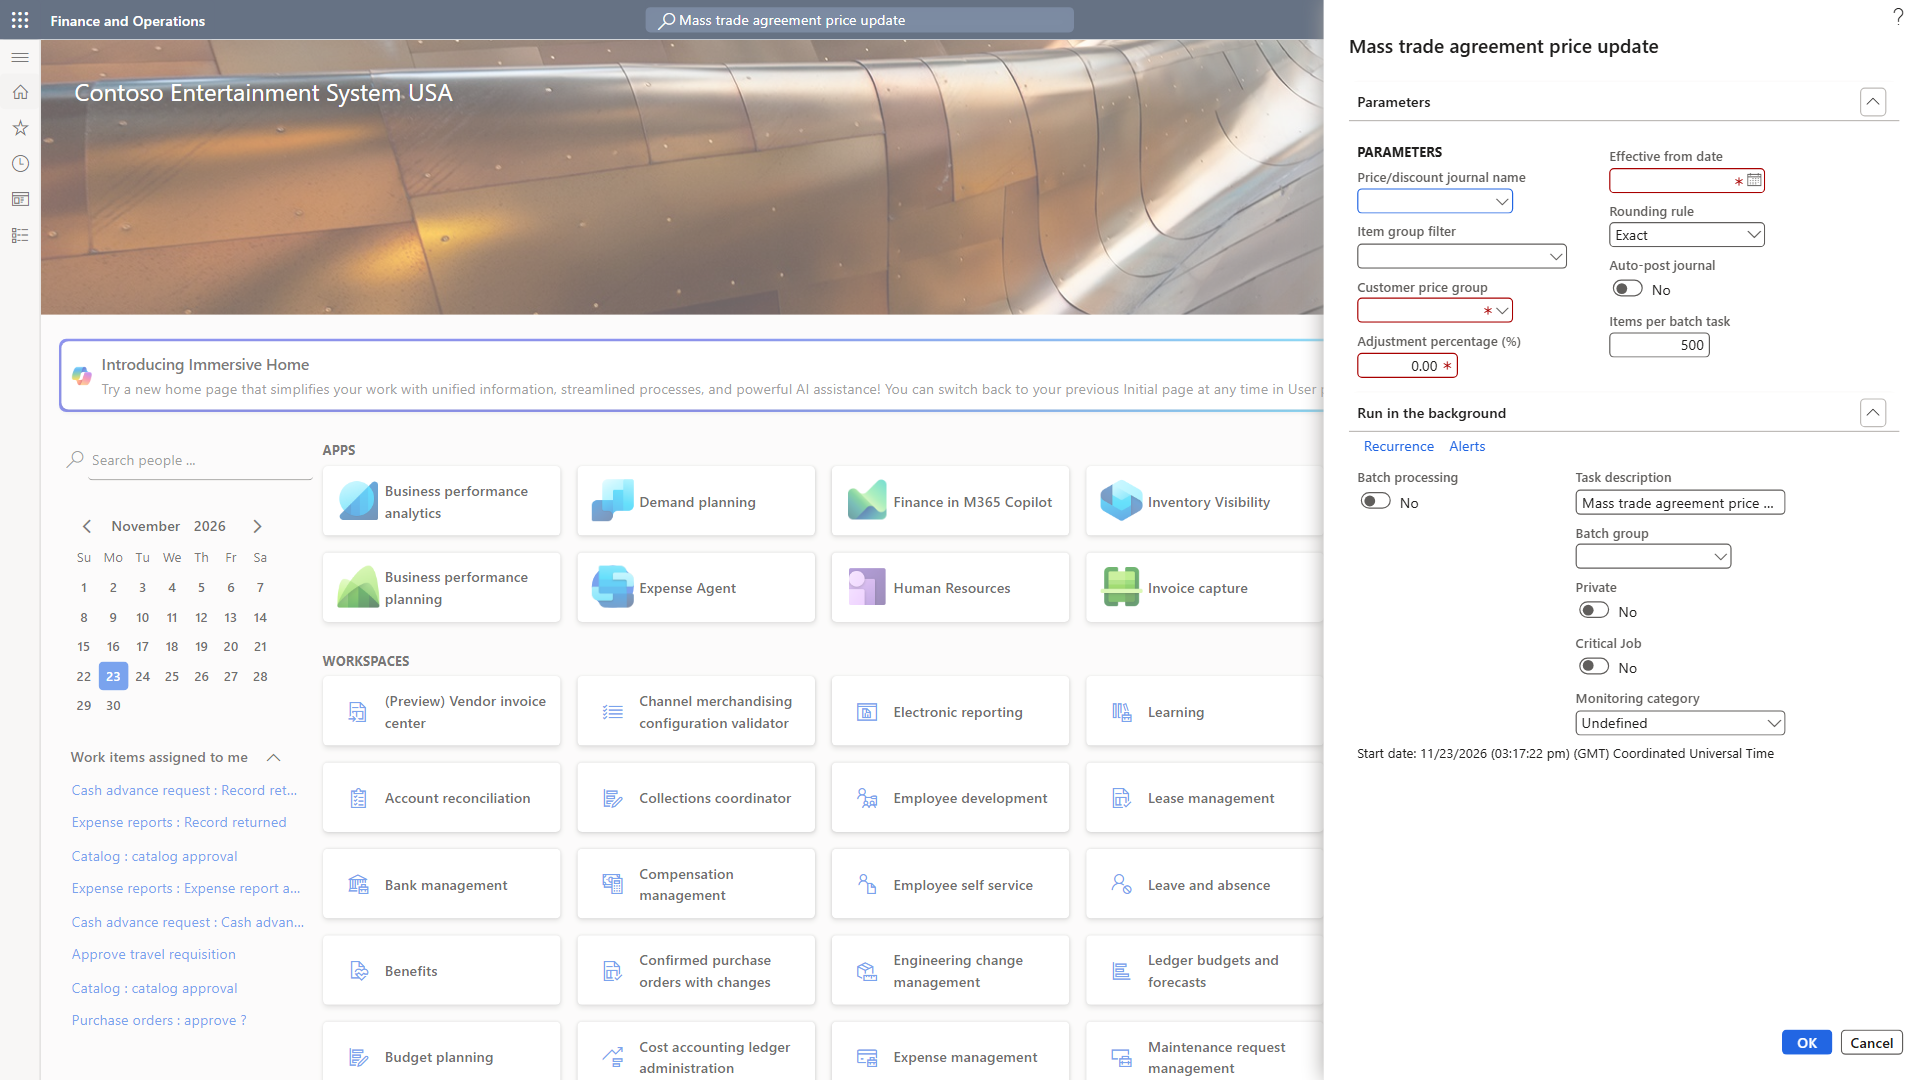 Finance and Operations
Mass trade agreement price update
?
Contoso Entertainment System USA
Introducing Immersive Home
Try a new home page that simplifies your work with unified information, streamlined processes, and powerful AI assistance! You can switch back to your previous Initial page at any time in User
Search people ...
November 2026
Su Mo Tu We Th Fr Sa
1 2 3 4 5 6 7
8 9 10 11 12 13 14
15 16 17 18 19 20 21
22 23 24 25 26 27 28
29 30
Work items assigned to me
Cash advance request : Record ret...
Expense reports : Record returned
Catalog : catalog approval
Expense reports : Expense report a...
Cash advance request : Cash advan...
Approve travel requisition
Catalog : catalog approval
Purchase orders : approve ?
APPS
Business performance
analytics
Demand planning
Finance in M365 Copilot
Inventory Visibility
Business performance
planning
Expense Agent
Human Resources
Invoice capture
WORKSPACES
(Preview) Vendor invoice
center
Channel merchandising
configuration validator
Electronic reporting
Learning
Account reconciliation
Collections coordinator
Employee development
Lease management
Bank management
Compensation
management
Employee self service
Leave and absence
Benefits
Confirmed purchase
orders with changes
Engineering change
management
Ledger budgets and
forecasts
Budget planning
Cost accounting ledger
administration
Expense management
Maintenance request
management
Mass trade agreement price update
Parameters
PARAMETERS
Price/discount journal name
Item group filter
Customer price group
*
Adjustment percentage (%)
0.00 *
Effective from date
*
Rounding rule
Exact
Auto-post journal
No
Items per batch task
500
Run in the background
Recurrence Alerts
Batch processing
No
Task description
Mass trade agreement price ...
Batch group
Private
No
Critical Job
No
Monitoring category
Undefined
Start date: 11/23/2026 (03:17:22 pm) (GMT) Coordinated Universal Time
OK Cancel